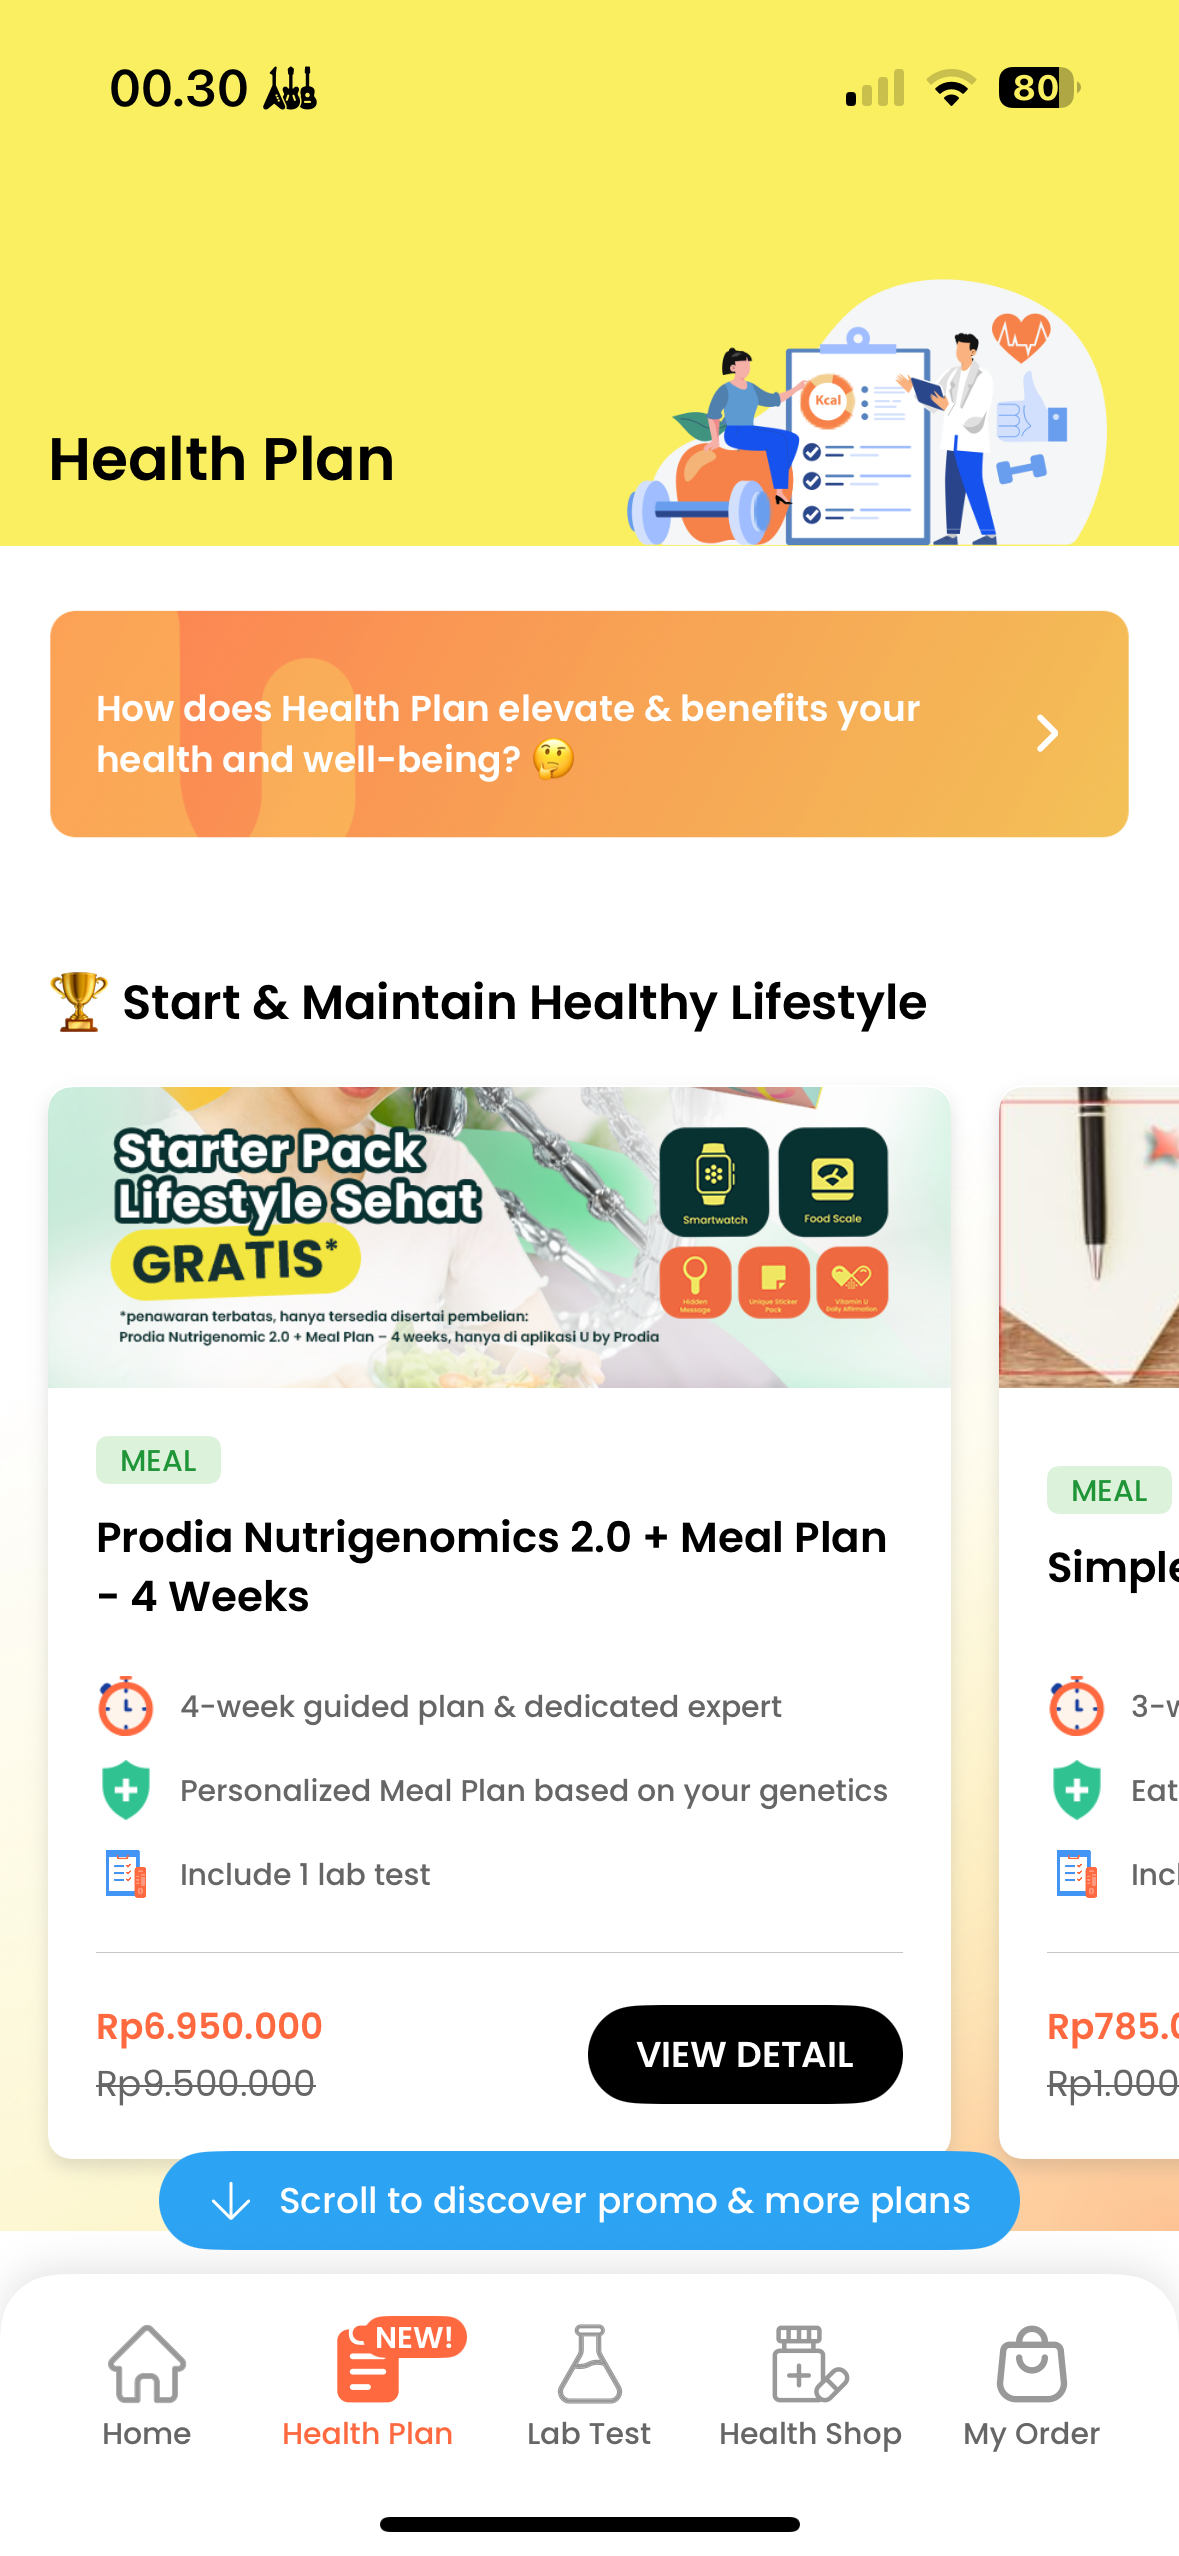 00.30
80
Kcal
Health Plan
How does Health Plan elevate & benefits your
health and well-being? 🤔
🏆 Start & Maintain Healthy Lifestyle
Starter Pack
Lifestyle Sehat
GRATIS*
*penawaran terbatas, hanya tersedia disertai pembelian:
Prodia Nutrigenomic 2.0 + Meal Plan – 4 weeks, hanya di aplikasi U by Prodia
Smartwatch
Food Scale
Hidden
Message
Unique Sticker
Pack
Vitamin U
Daily Affirmation
MEAL
Prodia Nutrigenomics 2.0 + Meal Plan
- 4 Weeks
4-week guided plan & dedicated expert
Personalized Meal Plan based on your genetics
Include 1 lab test
Rp6.950.000
Rp9.500.000
VIEW DETAIL
MEAL
Simple
3-w
Eat
Incl
Rp785.0
Rp1.000
Scroll to discover promo & more plans
NEW!
Home
Health Plan
Lab Test
Health Shop
My Order